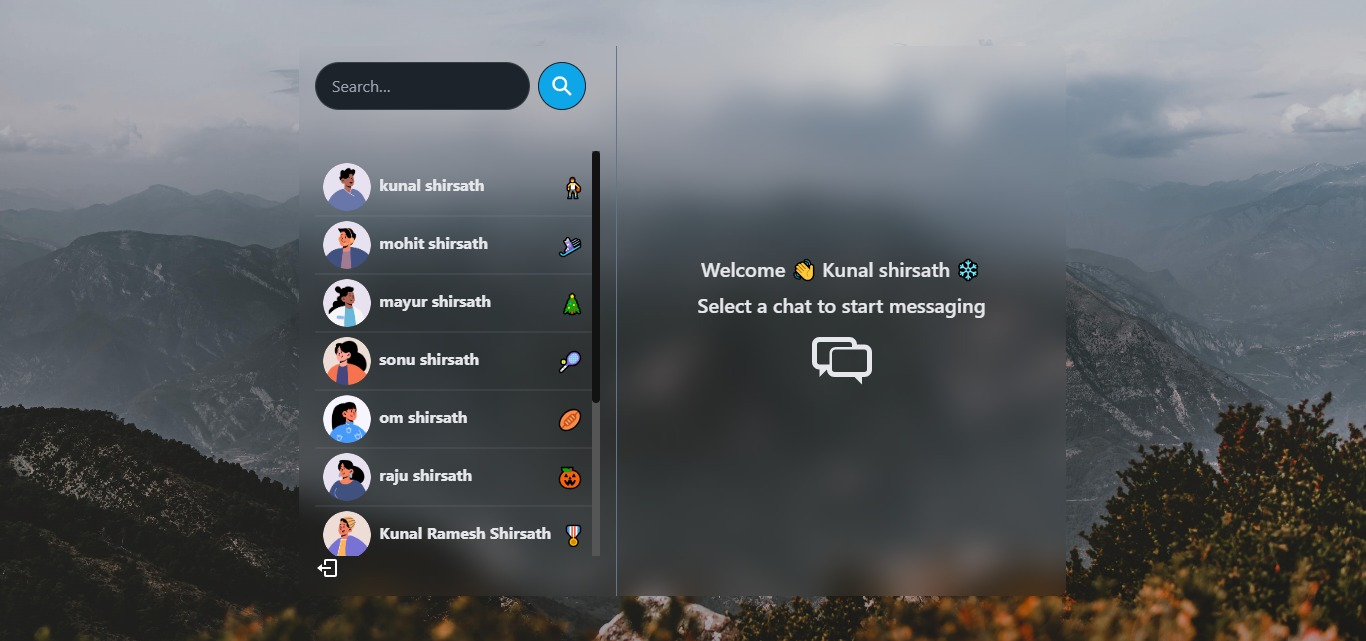 Search...
kunal shirsath
mohit shirsath
mayur shirsath
sonu shirsath
om shirsath
raju shirsath
Kunal Ramesh Shirsath
Welcome 👋 Kunal shirsath ❄
Select a chat to start messaging